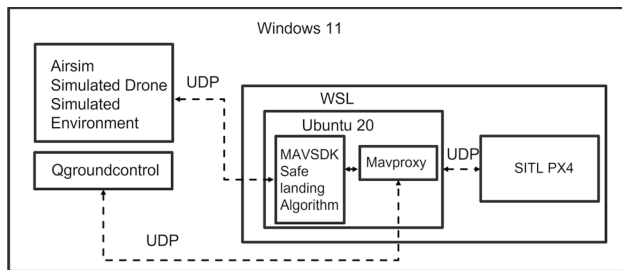 Windows 11
Airsim
Simulated Drone
Simulated
Environment
UDP
WSL
Ubuntu 20
MAVSDK
Safe
landing
Algorithm
Mavproxy
UDP
SITL PX4
Qgroundcontrol
UDP